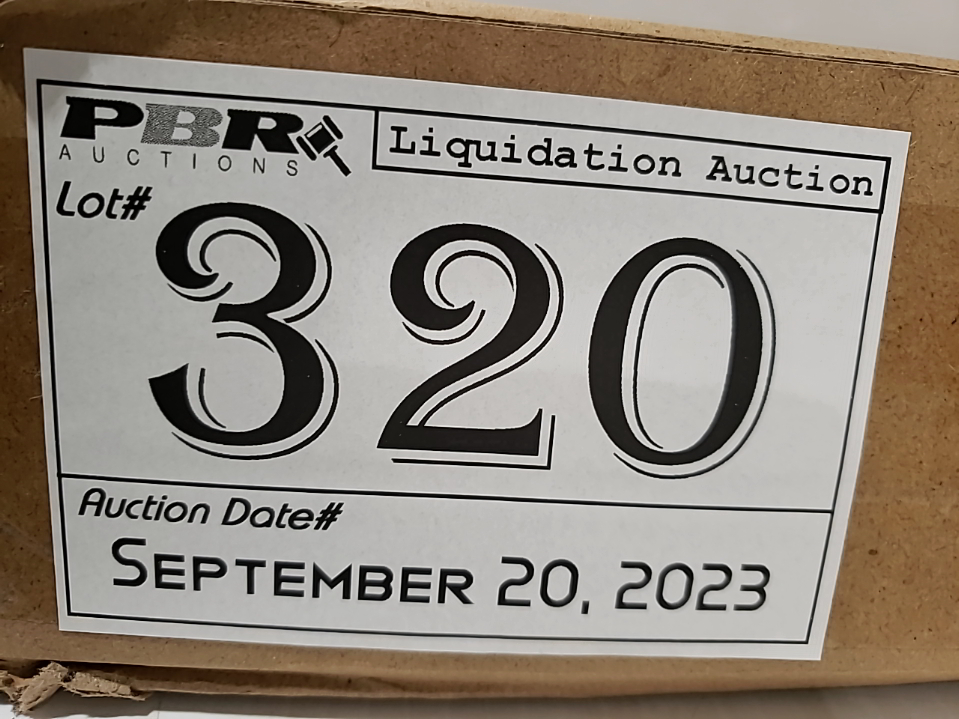 PBR
AUCTIONS
Liquidation Auction
Lot#
320
Auction Date#
SEPTEMBER 20, 2023